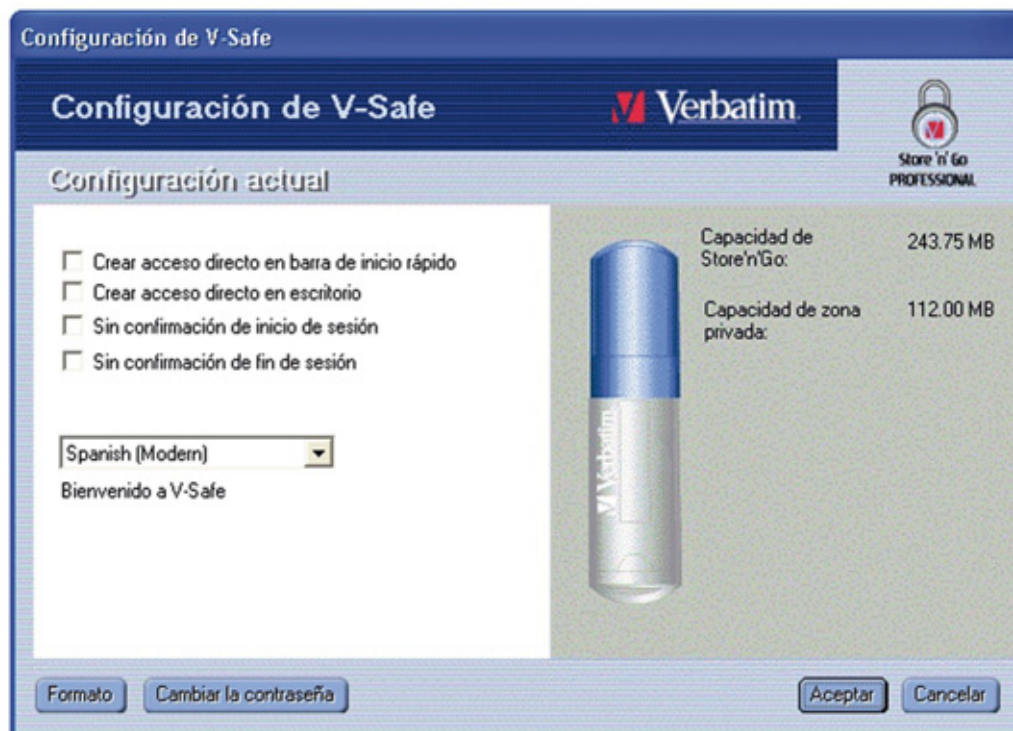 Configuración de V-Safe
Configuración de V-Safe
Verbatim
Store 'n' Go
PROFESSIONAL
Configuración actual
Crear acceso directo en barra de inicio rápido
Crear acceso directo en escritorio
Sin confirmación de inicio de sesión
Sin confirmación de fin de sesión
Spanish (Modern)
Bienvenido a V-Safe
Verbatim
Capacidad de
Store'n'Go:
243.75 MB
Capacidad de zona
privada:
112.00 MB
Formato
Cambiar la contraseña
Aceptar
Cancelar